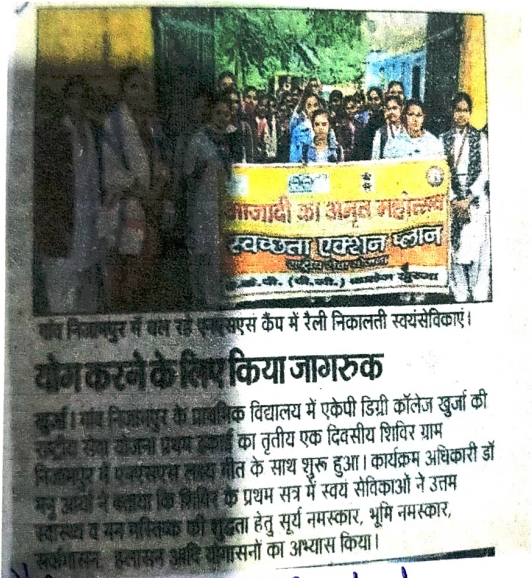 आजादी का अमृत महोत्सव
स्वच्छता एक्शन प्लान
राष्ट्रीय सेवा योजना
ए.के.पी. (पी.जी.) कालेज खुर्जा
गांव निजामपुर में चल रहे एनएसएस कैंप में रैली निकालती स्वयंसेविकाएं।
योग करने के लिए किया जागरुक
खुर्जा। गांव निजामपुर के प्राथमिक विद्यालय में एकेपी डिग्री कॉलेज खुर्जा की
राष्ट्रीय सेवा योजना प्रथम इकाई का तृतीय एक दिवसीय शिविर ग्राम
निजामपुर में एनएसएस लक्ष्य गीत के साथ शुरू हुआ। कार्यक्रम अधिकारी डॉ
मनु आर्या ने बताया कि शिविर के प्रथम सत्र में स्वयं सेविकाओं ने उत्तम
स्वास्थ्य व मन मस्तिष्क की शुद्धता हेतु सूर्य नमस्कार, भूमि नमस्कार,
सर्वांगासन, हलासन आदि योगासनों का अभ्यास किया।